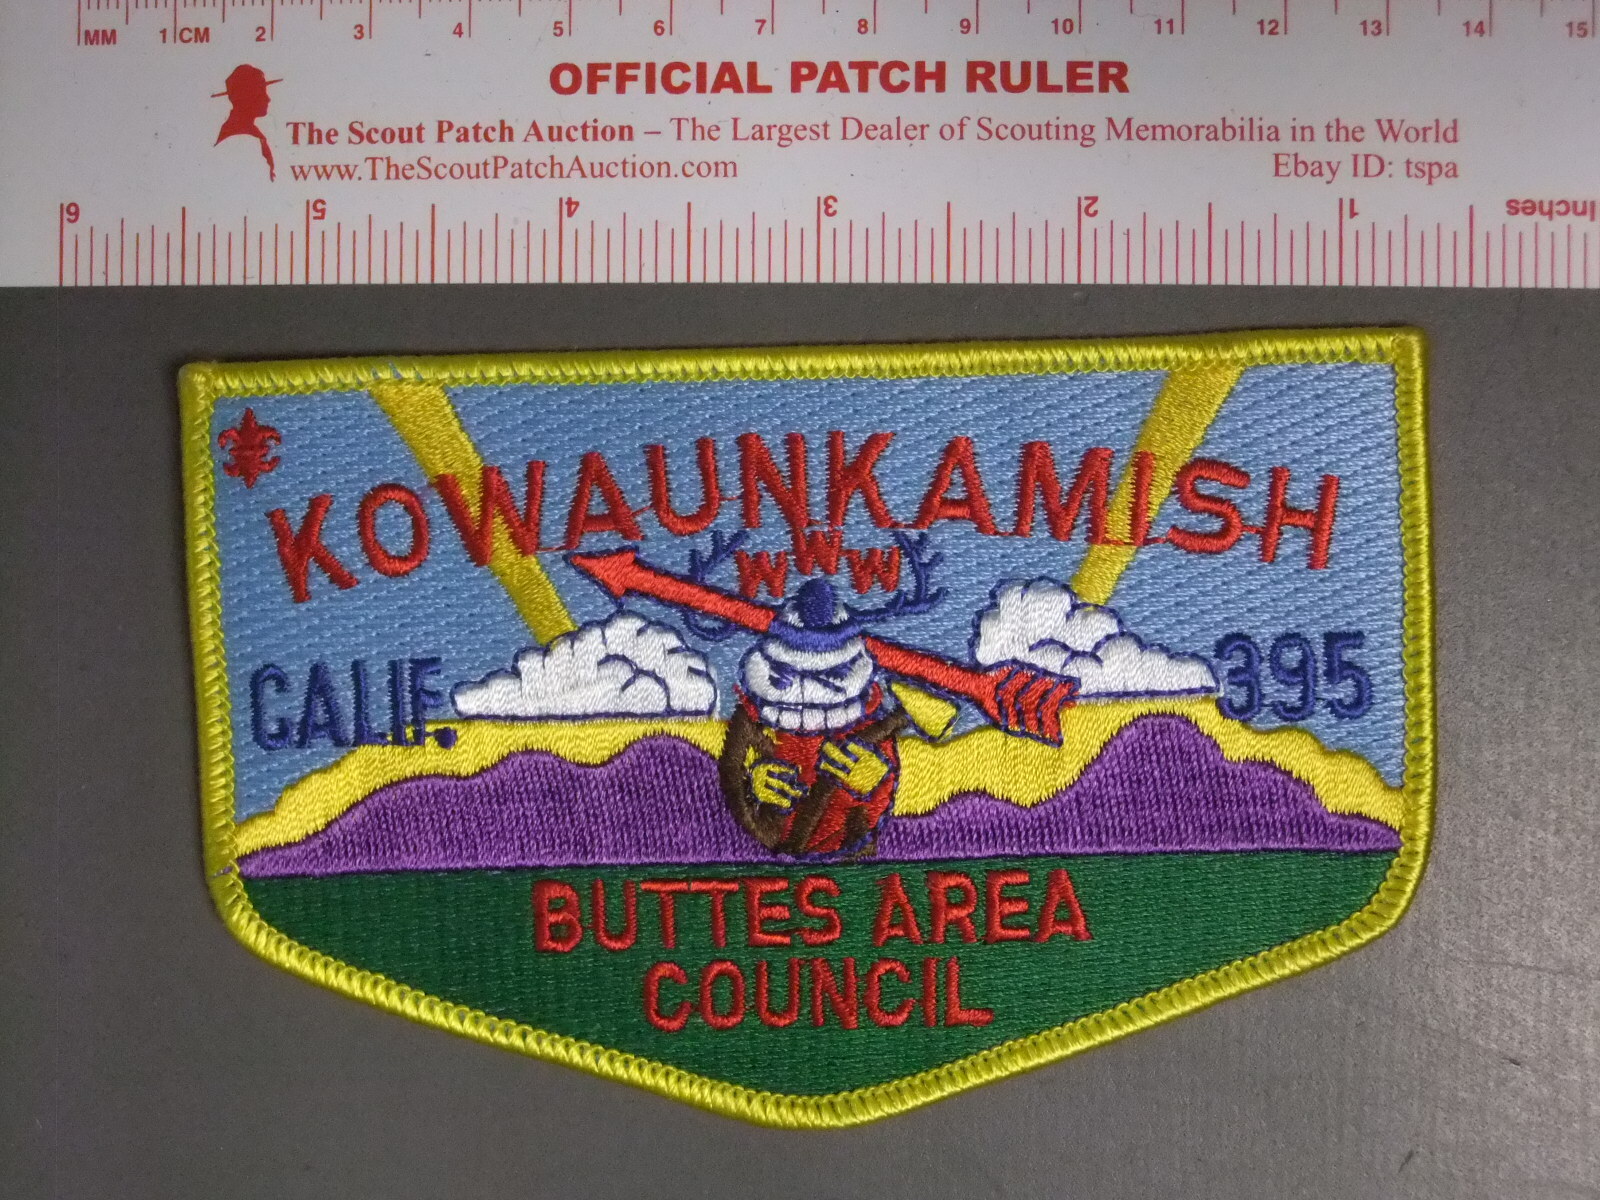 MM 1 CM 2 3 4 5 6 7 8 9 10 11 12 13 14 15
OFFICIAL PATCH RULER
The Scout Patch Auction – The Largest Dealer of Scouting Memorabilia in the World
www.TheScoutPatchAuction.com Ebay ID: tspa
6 5 4 3 2 1 Inches
KOWAUNKAMISH
WWW
CALIF. 395
BUTTES AREA
COUNCIL